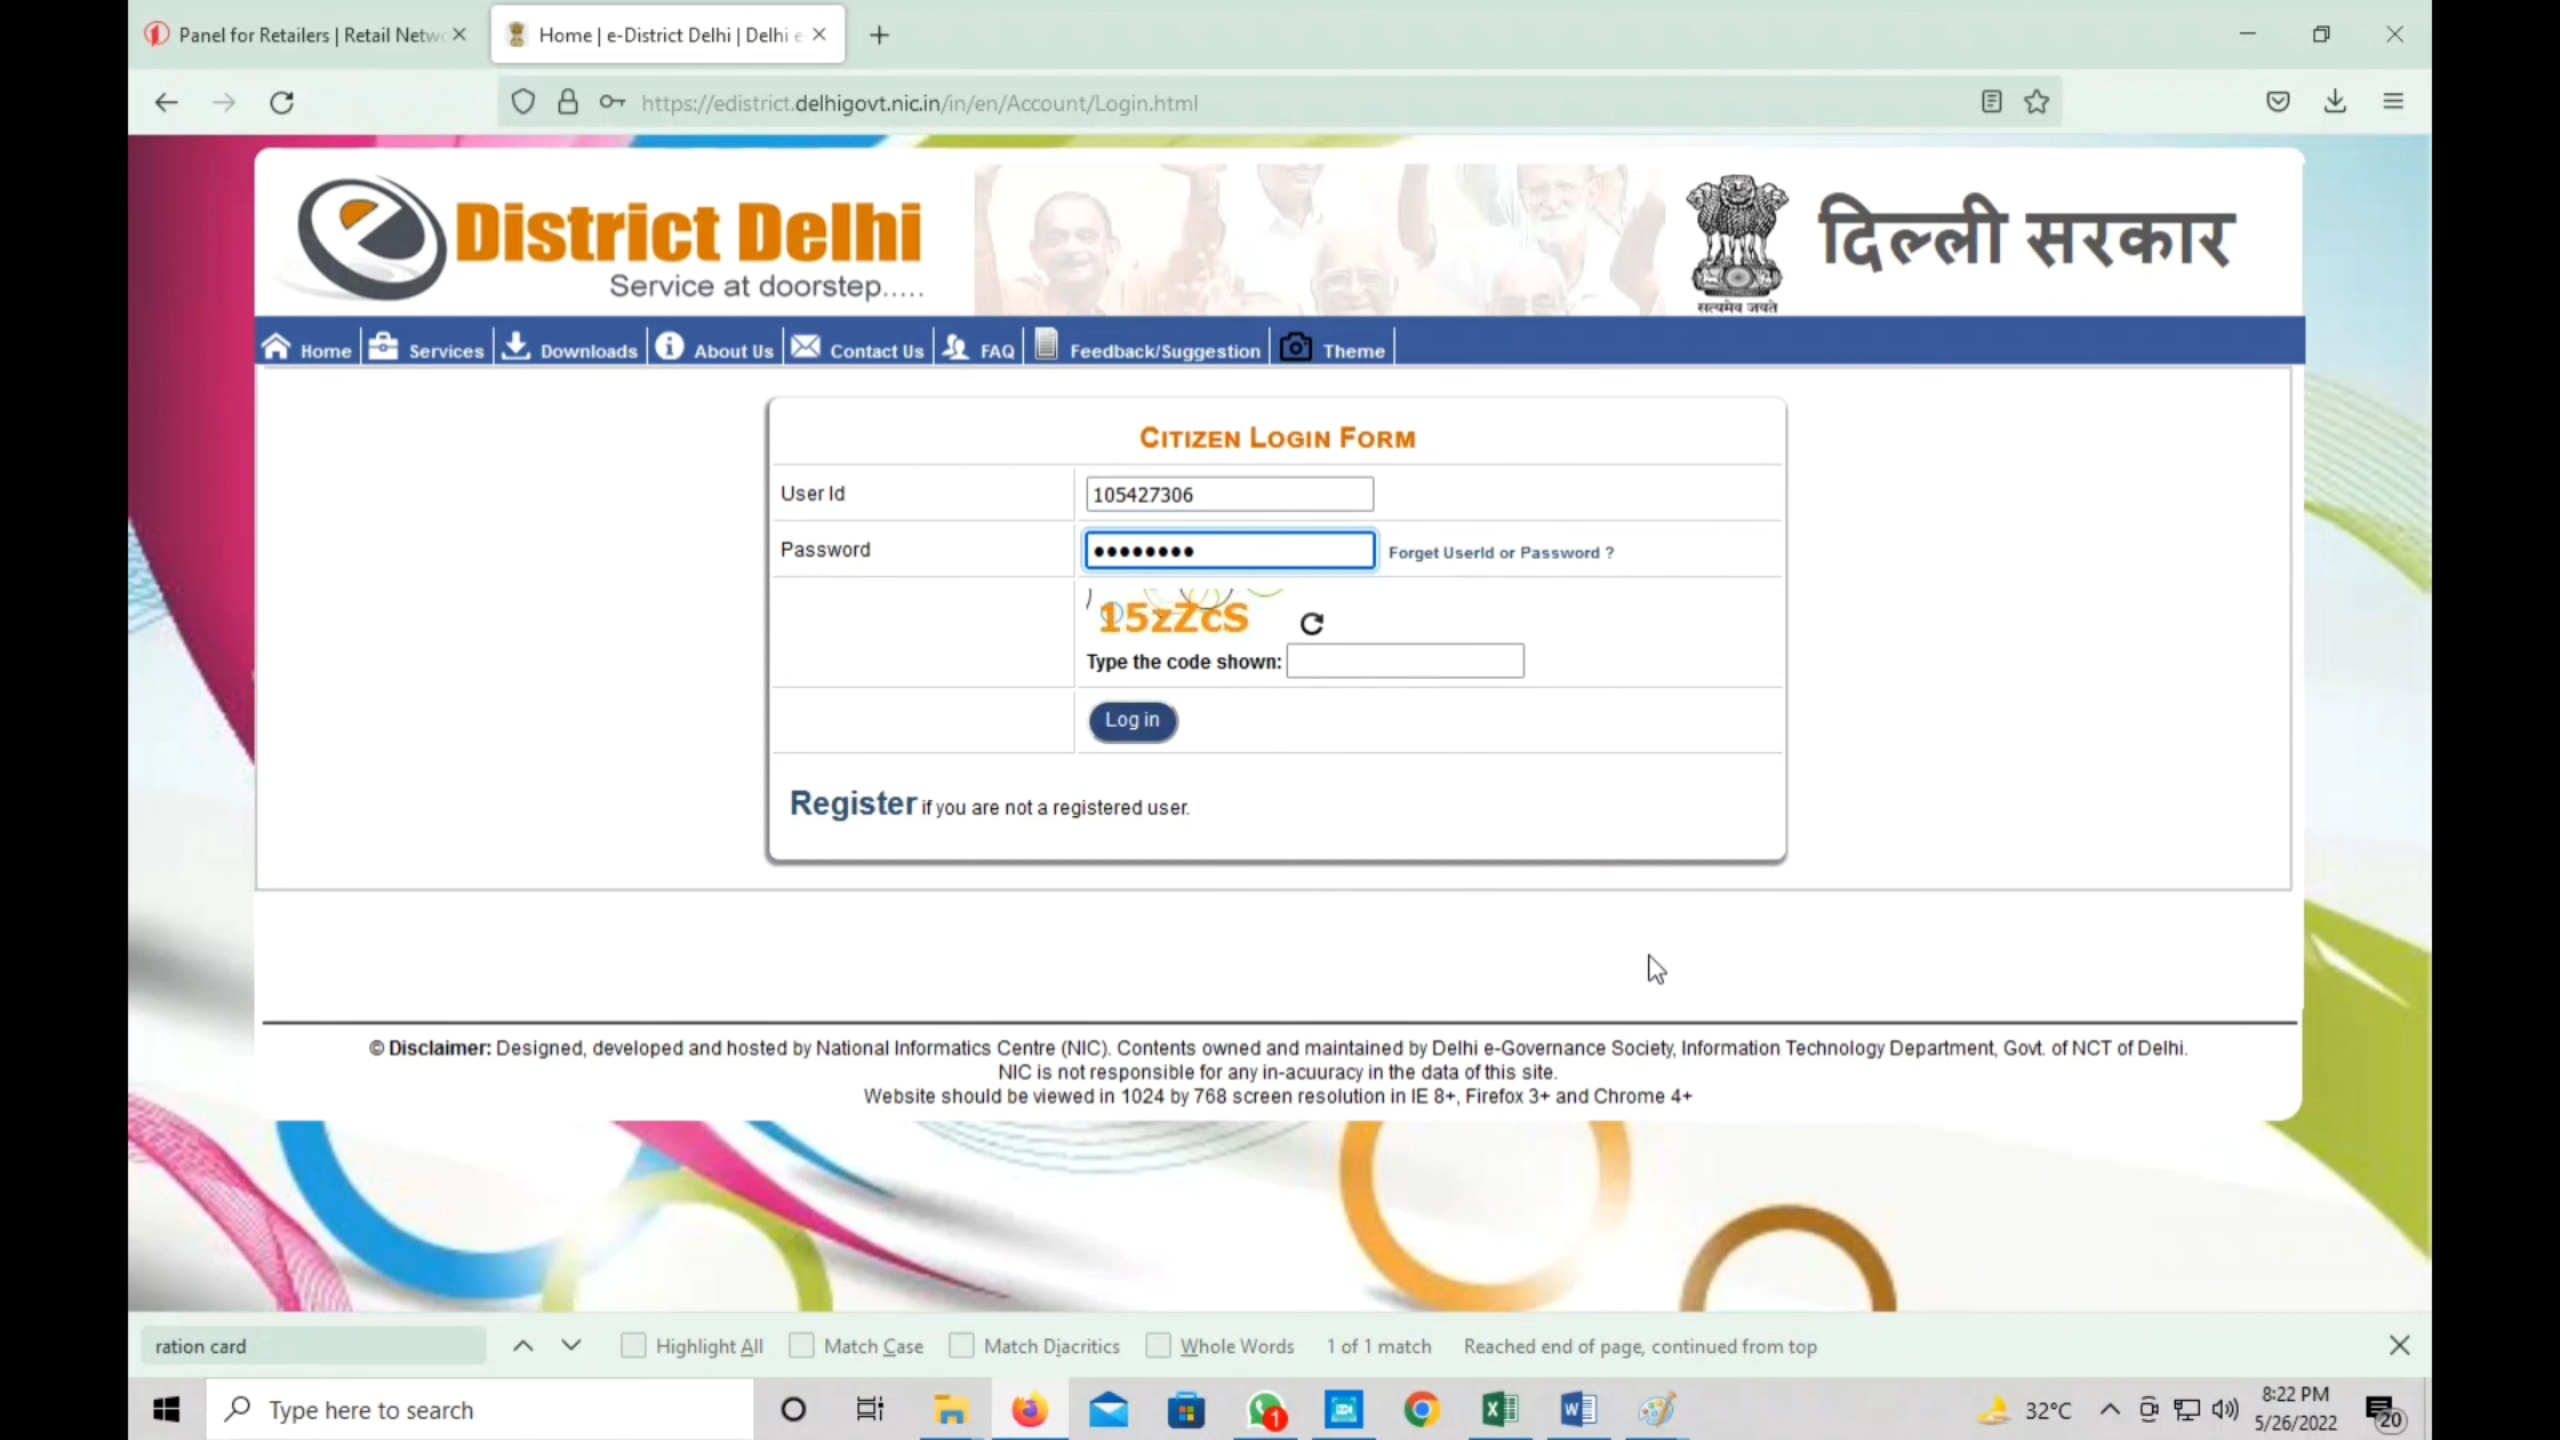 Panel for Retailers | Retail Netwo
Home | e-District Delhi | Delhi e-
https://edistrict.delhigovt.nic.in/in/en/Account/Login.html
District Delhi
Service at doorstep.....
सत्यमेव जयते
दिल्ली सरकार
Home
Services
Downloads
About Us
Contact Us
FAQ
Feedback/Suggestion
Theme
CITIZEN LOGIN FORM
User Id
105427306
Password
••••••••
Forget UserId or Password ?
15zZcS
Type the code shown:
Log in
Register if you are not a registered user.
© Disclaimer: Designed, developed and hosted by National Informatics Centre (NIC). Contents owned and maintained by Delhi e-Governance Society, Information Technology Department, Govt. of NCT of Delhi.
NIC is not responsible for any in-acuuracy in the data of this site.
Website should be viewed in 1024 by 768 screen resolution in IE 8+, Firefox 3+ and Chrome 4+
ration card
Highlight All
Match Case
Match Diacritics
Whole Words
1 of 1 match
Reached end of page, continued from top
Type here to search
1
32°C
8:22 PM
5/26/2022
20